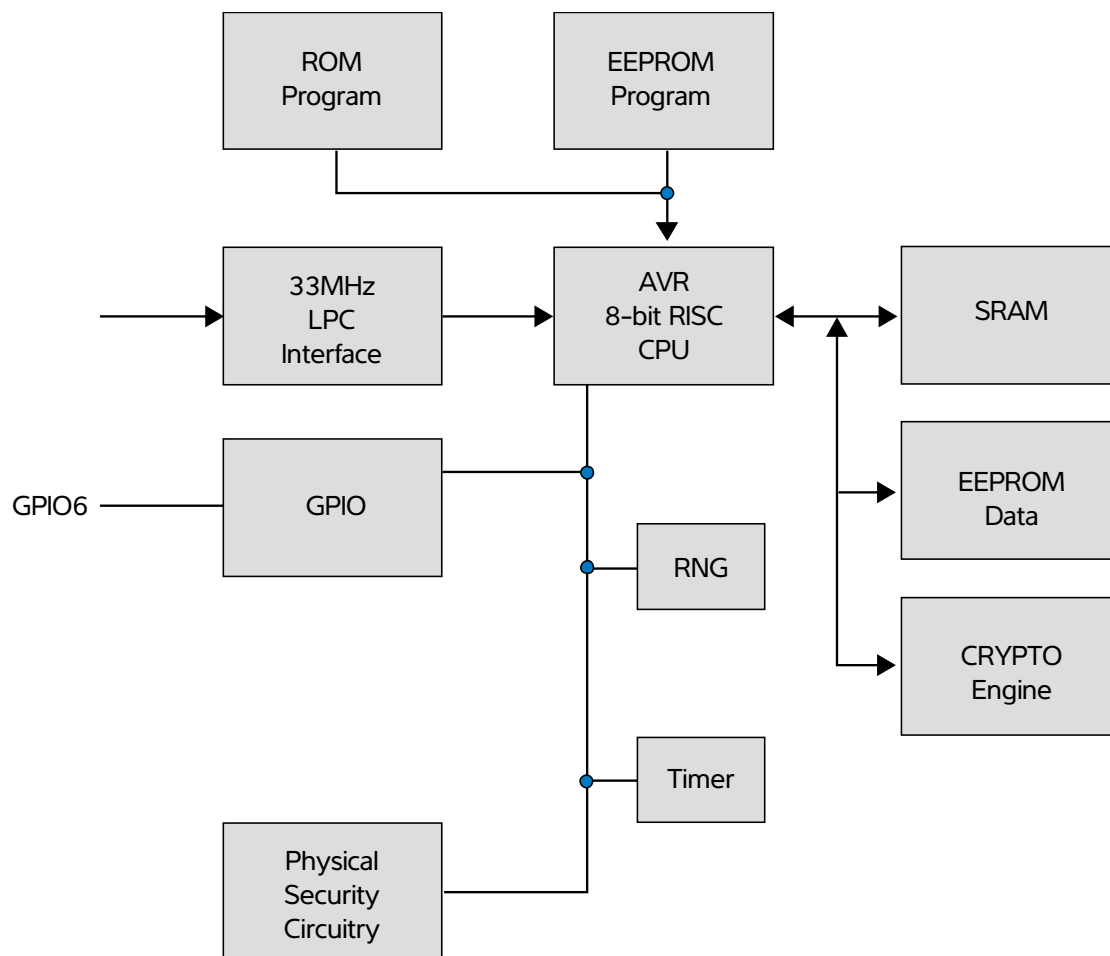 ROM
Program
EEPROM
Program
33MHz
LPC
Interface
AVR
8-bit RISC
CPU
SRAM
GPIO6
GPIO
EEPROM
Data
RNG
CRYPTO
Engine
Timer
Physical
Security
Circuitry